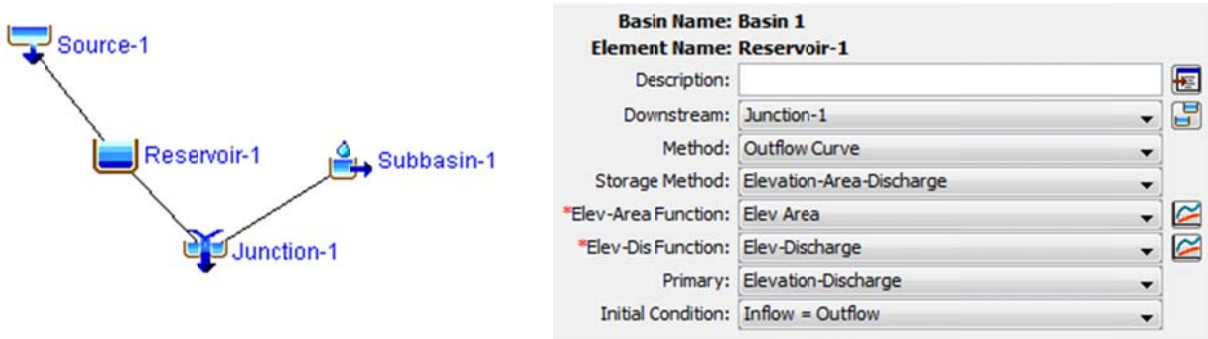 Source-1
Reservoir-1
Subbasin-1
Junction-1
Basin Name: Basin 1
Element Name: Reservoir-1
Description:
Downstream: Junction-1
Method: Outflow Curve
Storage Method: Elevation-Area-Discharge
*Elev-Area Function: Elev Area
*Elev-Dis Function: Elev-Discharge
Primary: Elevation-Discharge
Initial Condition: Inflow = Outflow